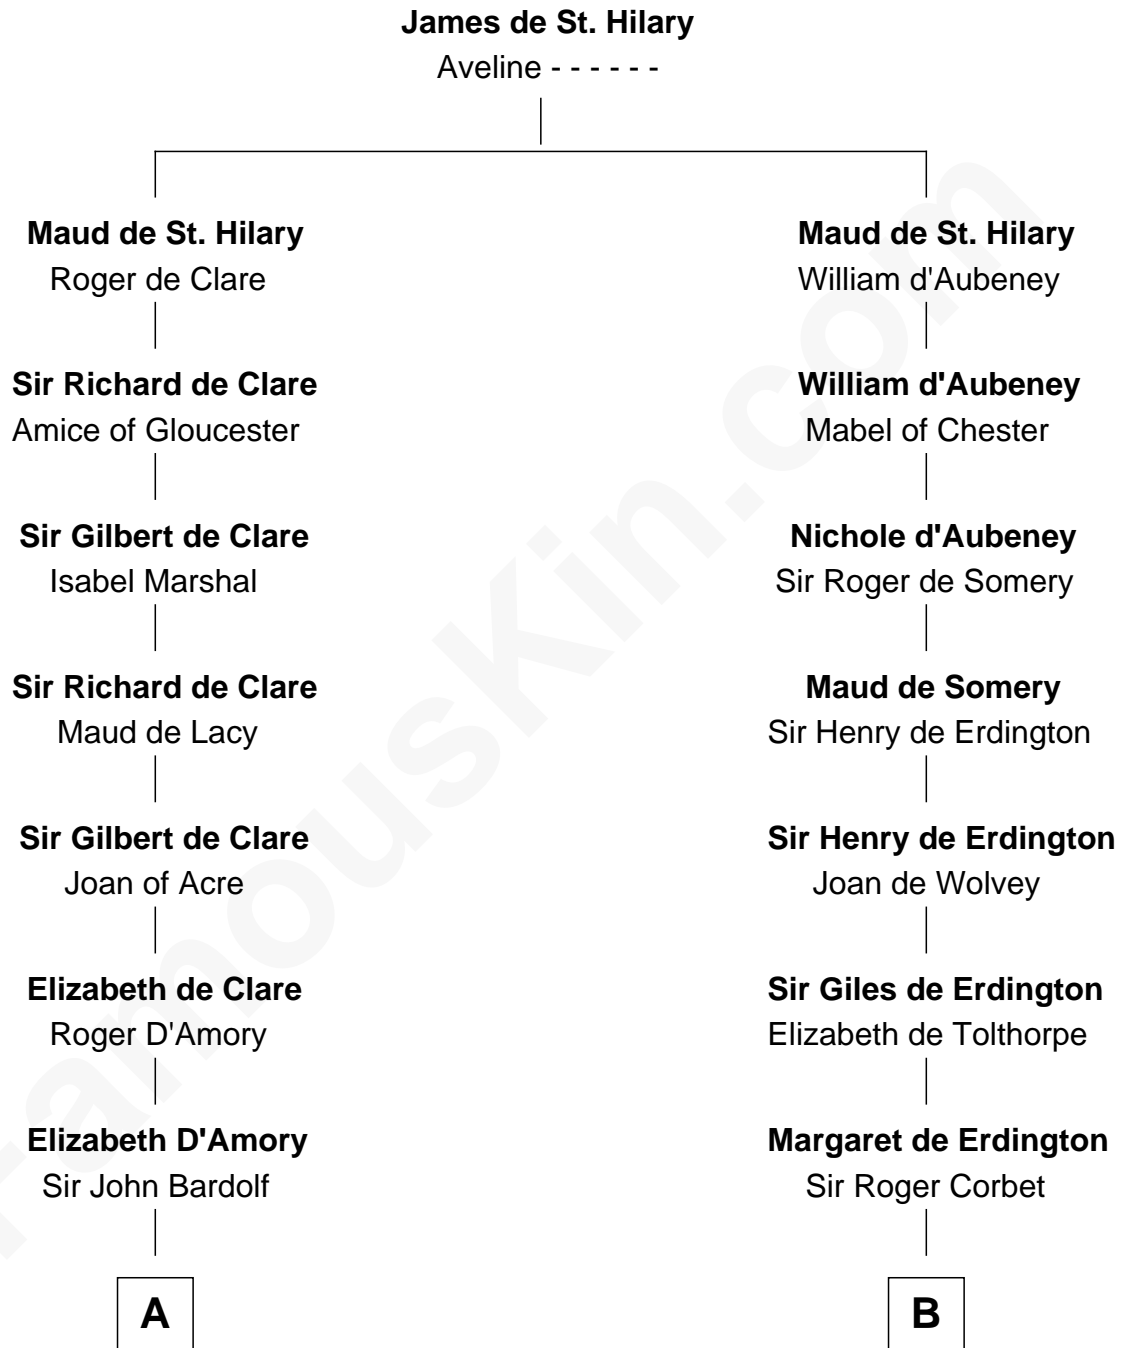 James de St. Hilary
Aveline - - - - - -
Maud de St. Hilary
Roger de Clare
Maud de St. Hilary
William d'Aubeney
Sir Richard de Clare
Amice of Gloucester
William d'Aubeney
Mabel of Chester
Sir Gilbert de Clare
Isabel Marshal
Nichole d'Aubeney
Sir Roger de Somery
Sir Richard de Clare
Maud de Lacy
Maud de Somery
Sir Henry de Erdington
Sir Gilbert de Clare
Joan of Acre
Sir Henry de Erdington
Joan de Wolvey
Elizabeth de Clare
Roger D'Amory
Sir Giles de Erdington
Elizabeth de Tolthorpe
Elizabeth D'Amory
Sir John Bardolf
Margaret de Erdington
Sir Roger Corbet
A
B
FamousKin.com